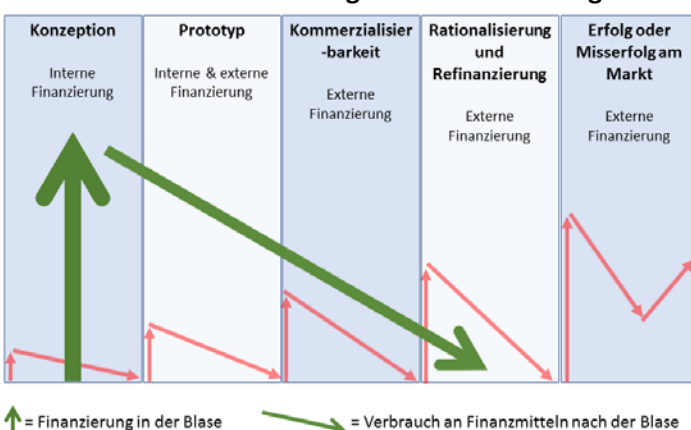 Konzeption
Interne
Finanzierung
Prototyp
Interne & externe
Finanzierung
Kommerzialisier
-barkeit
Externe
Finanzierung
Rationalisierung
und
Refinanzierung
Externe
Finanzierung
Erfolg oder
Misserfolg am
Markt
Externe
Finanzierung
= Finanzierung in der Blase
= Verbrauch an Finanzmitteln nach der Blase